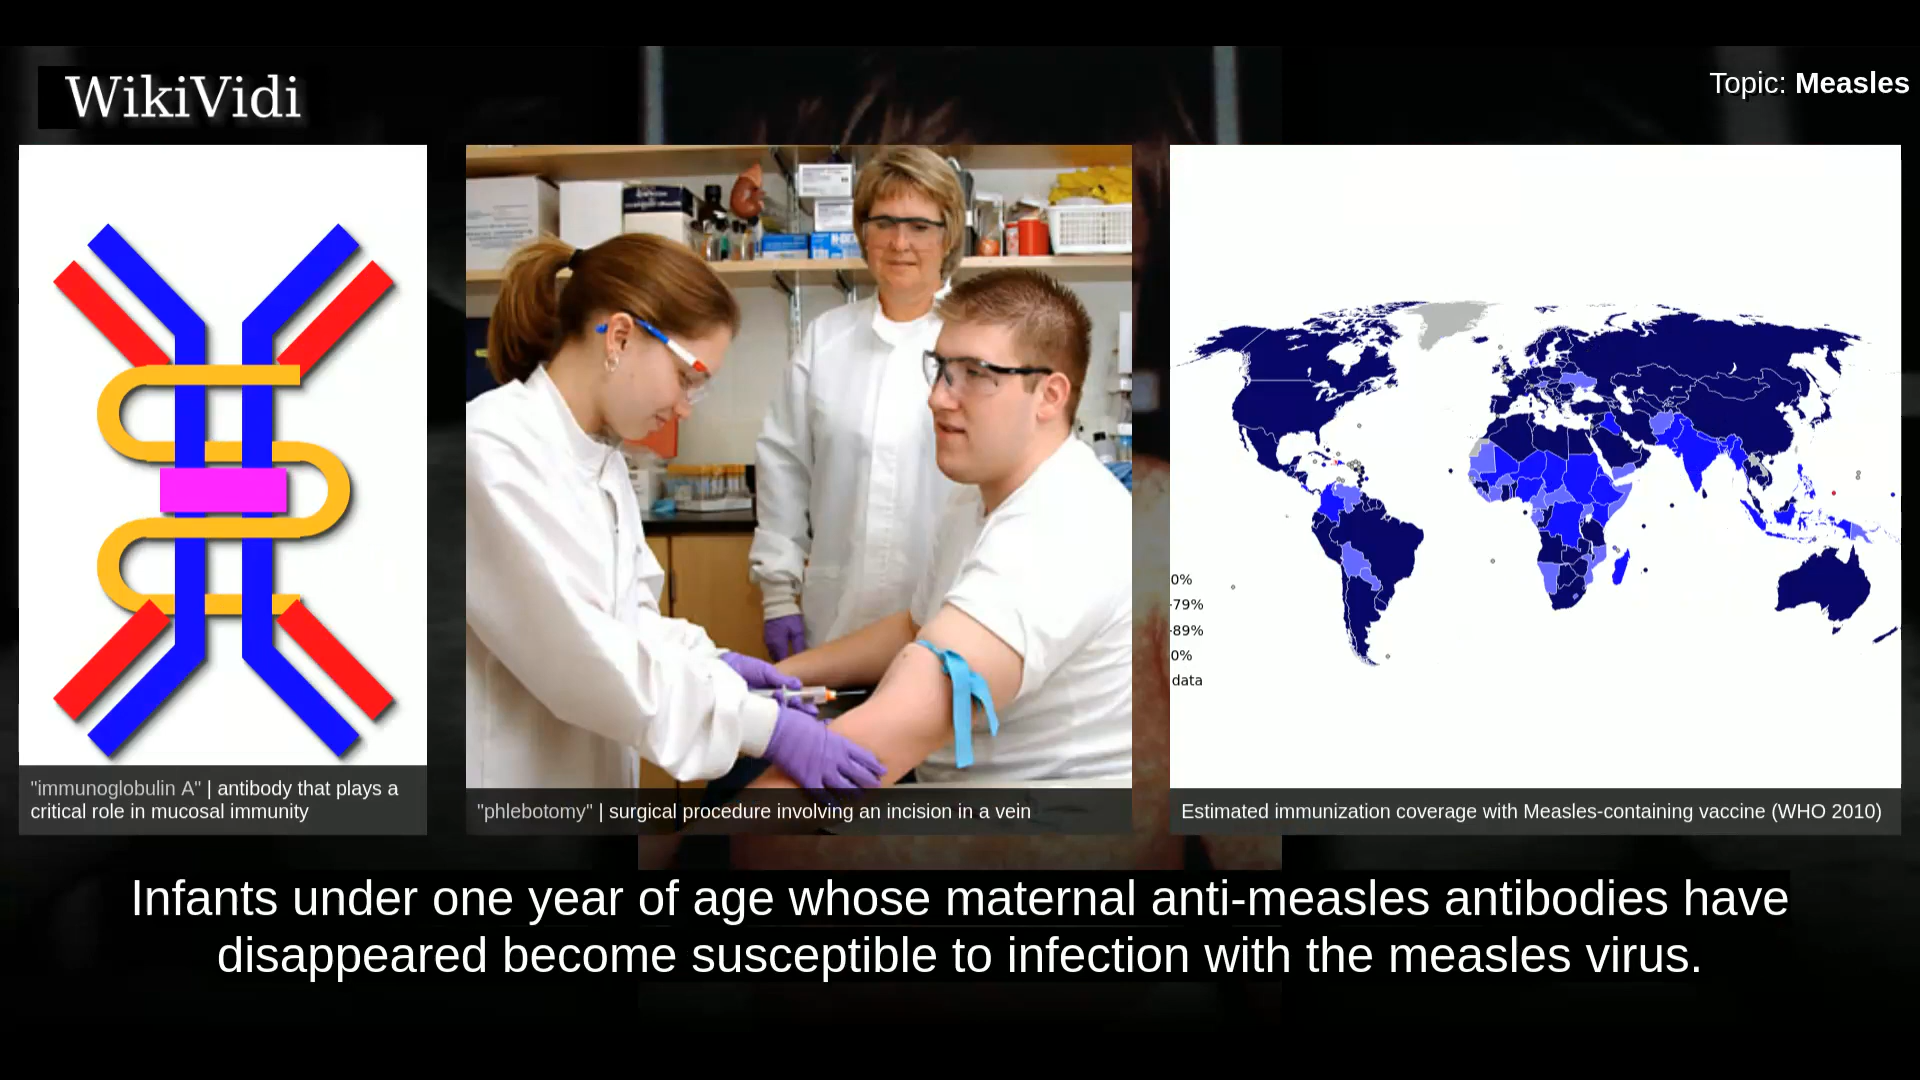 WikiVidi
Topic: Measles
"immunoglobulin A" | antibody that plays a
critical role in mucosal immunity
"phlebotomy" | surgical procedure involving an incision in a vein
0%
-79%
-89%
0%
data
Estimated immunization coverage with Measles-containing vaccine (WHO 2010)
Infants under one year of age whose maternal anti-measles antibodies have
disappeared become susceptible to infection with the measles virus.